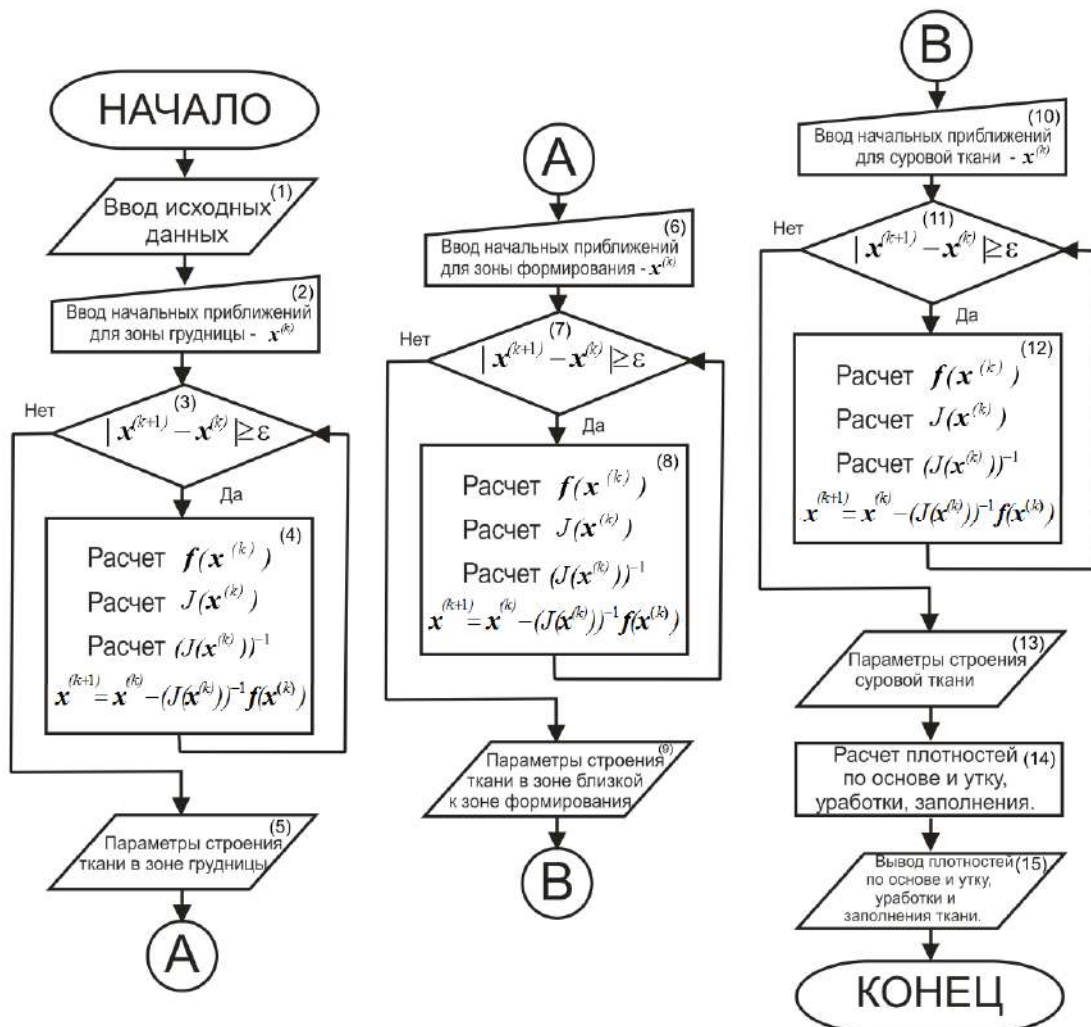 НАЧАЛО
(1)
Ввод исходных
данных
(2)
Ввод начальных приближений
для зоны грудницы - x^(k)
(3)
Нет
| x^(k+1) − x^(k) | ≥ ε
Да
(4)
Расчет f(x^(k))
Расчет J(x^(k))
Расчет (J(x^(k)))^−1
x^(k+1) = x^(k) − (J(x^(k)))^−1 f(x^(k))
(5)
Параметры строения
ткани в зоне грудницы
А
А
(6)
Ввод начальных приближений
для зоны формирования - x^(k)
(7)
Нет
| x^(k+1) − x^(k) | ≥ ε
Да
(8)
Расчет f(x^(k))
Расчет J(x^(k))
Расчет (J(x^(k)))^−1
x^(k+1) = x^(k) − (J(x^(k)))^−1 f(x^(k))
(9)
Параметры строения
ткани в зоне близкой
к зоне формирования
В
В
(10)
Ввод начальных приближений
для суровой ткани - x^(k)
(11)
Нет
| x^(k+1) − x^(k) | ≥ ε
Да
(12)
Расчет f(x^(k))
Расчет J(x^(k))
Расчет (J(x^(k)))^−1
x^(k+1) = x^(k) − (J(x^(k)))^−1 f(x^(k))
(13)
Параметры строения
суровой ткани
Расчет плотностей (14)
по основе и утку,
уработки, заполнения.
Вывод плотностей (15)
по основе и утку,
уработки и
заполнения ткани.
КОНЕЦ